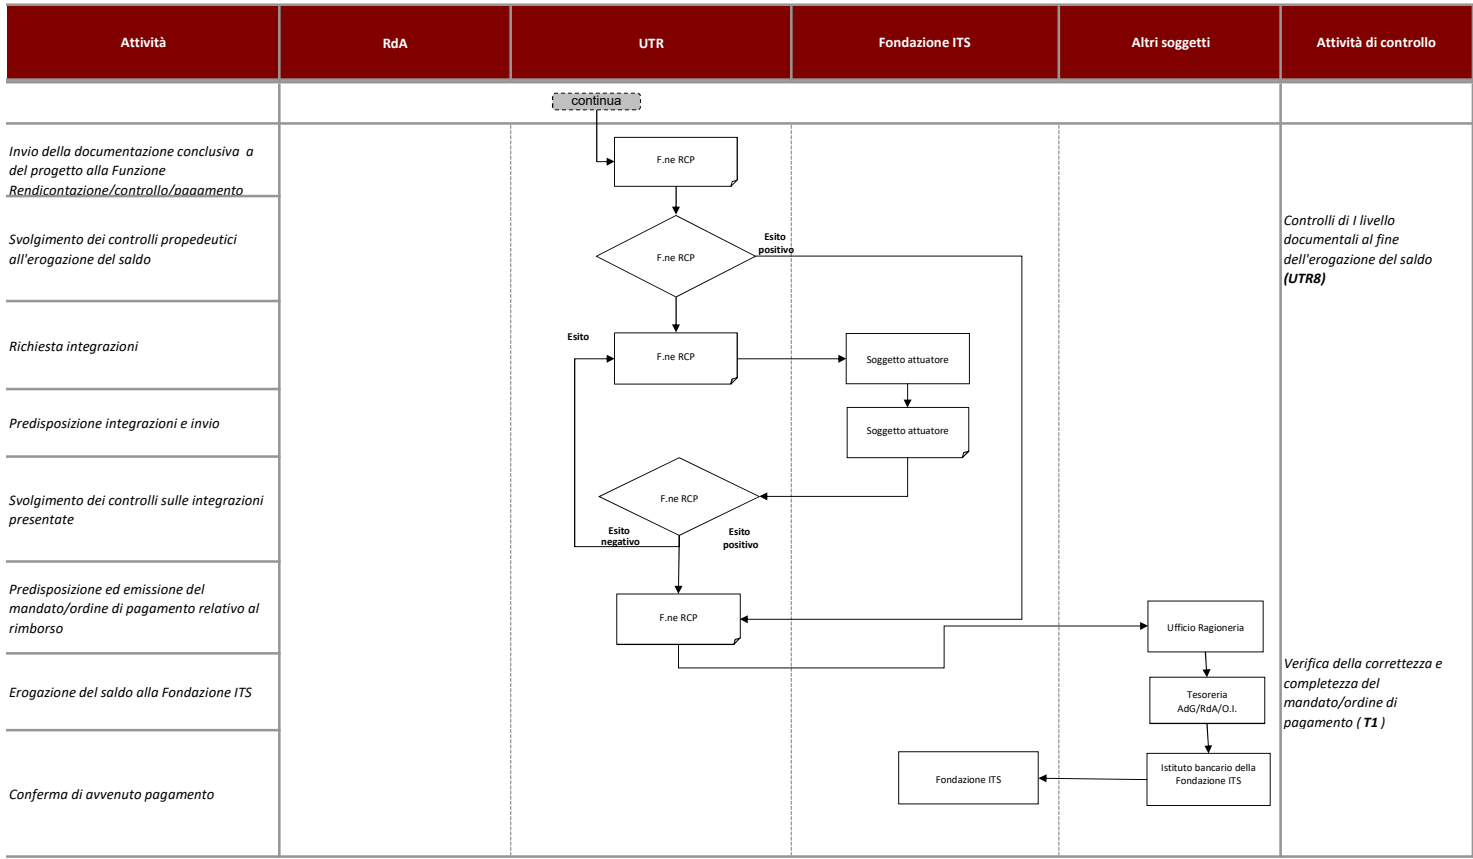 Attività
RdA
UTR
Fondazione ITS
Altri soggetti
Attività di controllo
continua
Invio della documentazione conclusiva a
del progetto alla Funzione
Rendicontazione/controllo/pagamento
F.ne RCP
Svolgimento dei controlli propedeutici
all'erogazione del saldo
F.ne RCP
Esito
positivo
Controlli di I livello
documentali al fine
dell'erogazione del saldo
(UTR8)
Richiesta integrazioni
Esito
F.ne RCP
Soggetto attuatore
Predisposizione integrazioni e invio
Soggetto attuatore
Svolgimento dei controlli sulle integrazioni
presentate
F.ne RCP
Esito
negativo
Esito
positivo
Predisposizione ed emissione del
mandato/ordine di pagamento relativo al
rimborso
F.ne RCP
Ufficio Ragioneria
Erogazione del saldo alla Fondazione ITS
Tesoreria
AdG/RdA/O.I.
Verifica della correttezza e
completezza del
mandato/ordine di
pagamento ( T1 )
Conferma di avvenuto pagamento
Fondazione ITS
Istituto bancario della
Fondazione ITS